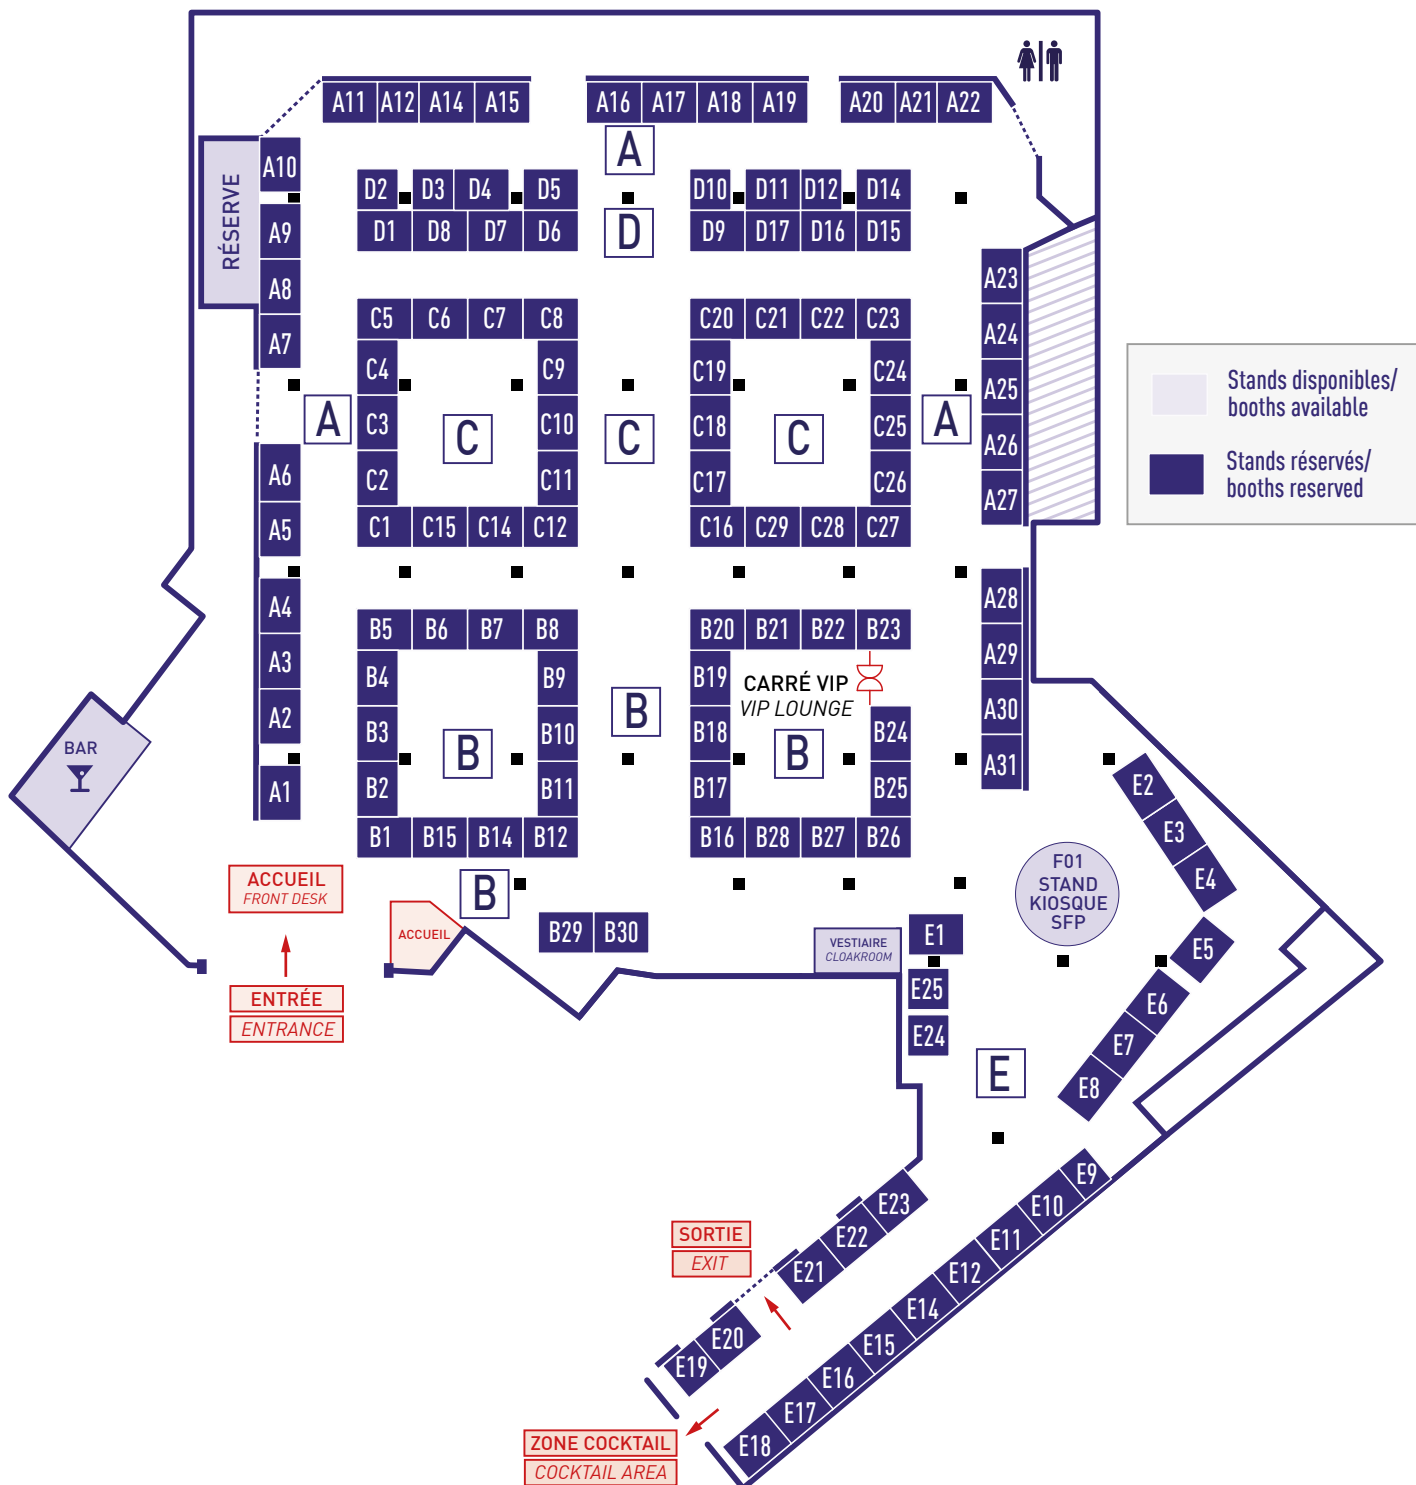 A11 A12 A14 A15 A16 A17 A18 A19 A20 A21 A22
A
A10
RÉSERVE
D2 D3 D4 D5 D10 D11 D12 D14
A9 D1 D8 D7 D6 D D9 D17 D16 D15
A8 A23
A7 C5 C6 C7 C8 C20 C21 C22 C23 A24
C4 C9 C19 C24
Stands disponibles/
booths available
A25
A C3 C C10 C C18 C C25 A A26
A6 C2 C11 C17 C26 A27
Stands réservés/
booths reserved
A5 C1 C15 C14 C12 C16 C29 C28 C27
A4 A28
B5 B6 B7 B8 B20 B21 B22 B23
A3 B4 B9 B19 A29
CARRÉ VIP
VIP LOUNGE
A2 B3 B10 B B18 B24 A30
BAR
B B
A1 B2 B11 B17 B25 A31 E2
B1 B15 B14 B12 B16 B28 B27 B26 E3
F01
STAND
KIOSQUE
SFP
E4
ACCUEIL
FRONT DESK
B
ACCUEIL
B29 B30
VESTIAIRE
CLOAKROOM
E1
E5
ENTRÉE
ENTRANCE
E25 E6
E24 E7
E E8
E9
E23 E10
E22 E11
SORTIE
EXIT
E21 E12
E14
E20 E15
E19 E16
E17
E18
ZONE COCKTAIL
COCKTAIL AREA